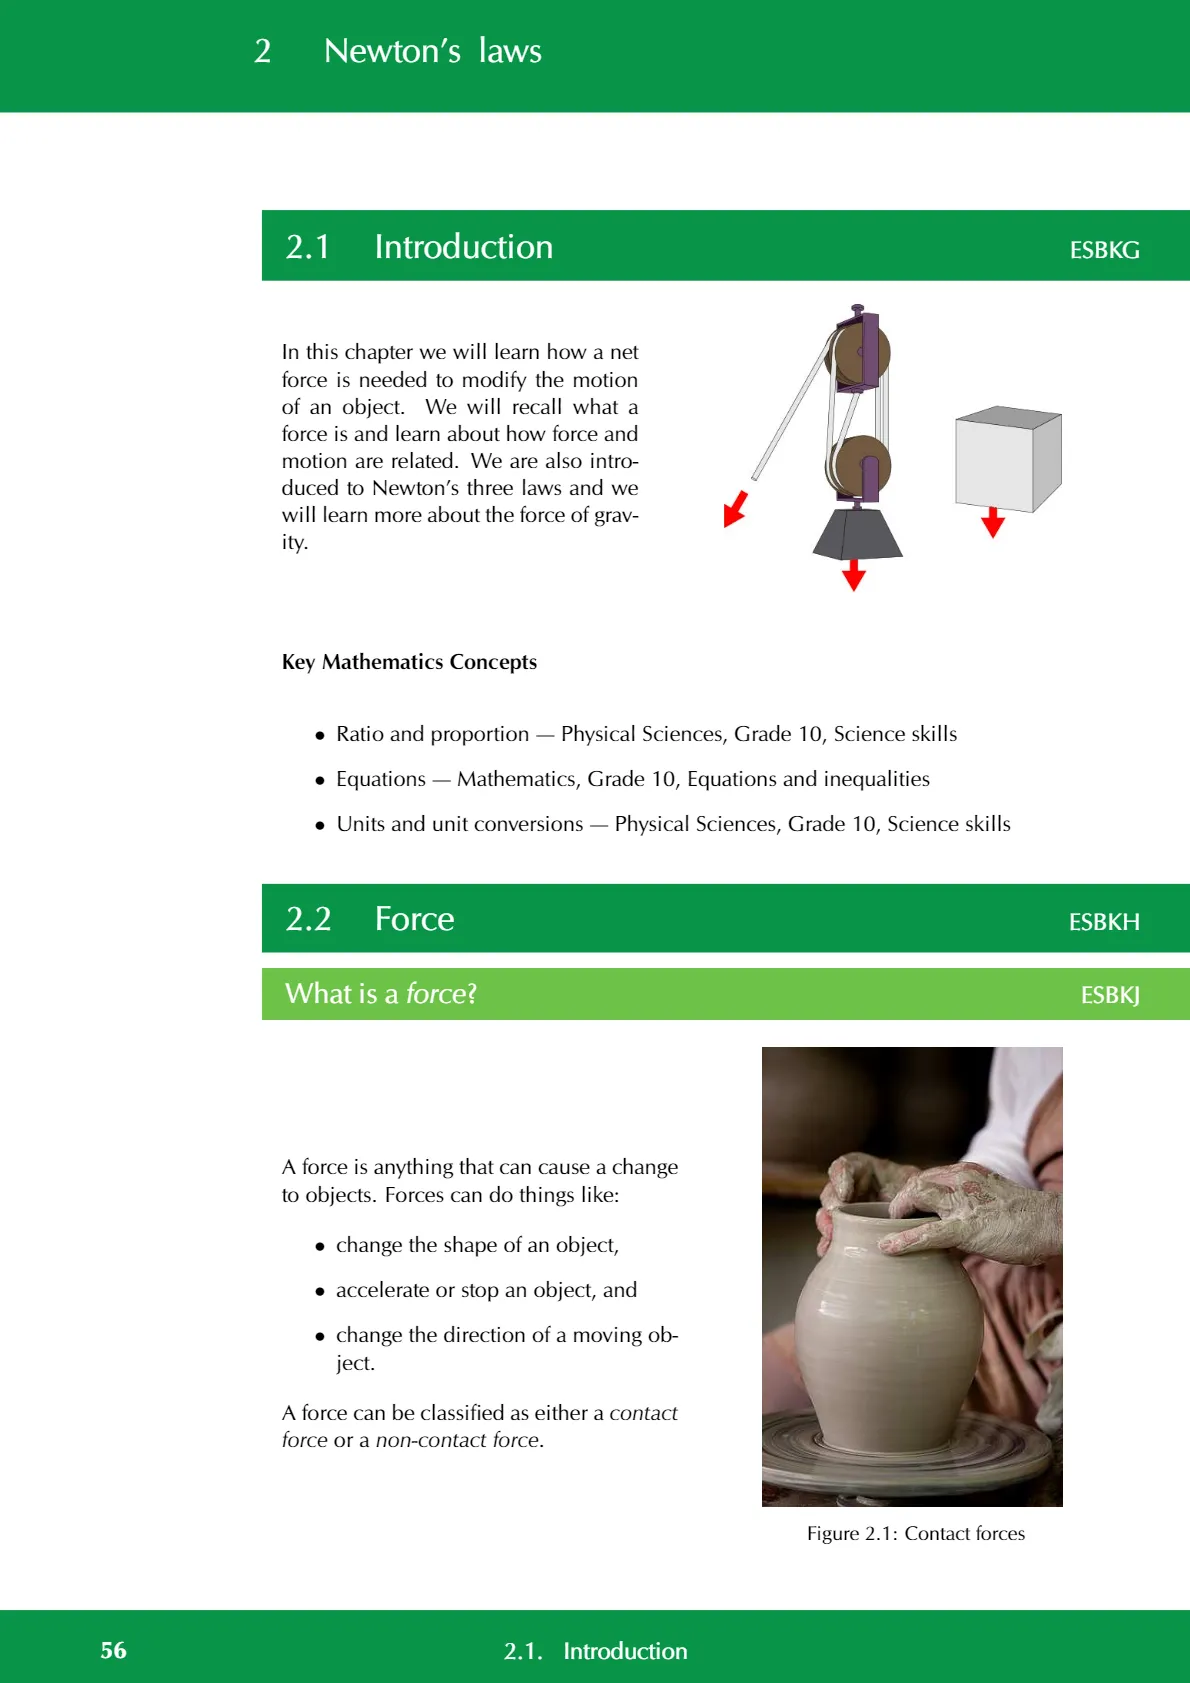 2 Newton's laws
2.1 Introduction ESBKG
In this chapter we will learn how a net
force is needed to modify the motion
of an object. We will recall what a
force is and learn about how force and
motion are related. We are also intro-
duced to Newton's three laws and we
will learn more about the force of grav-
ity.
Key Mathematics Concepts
• Ratio and proportion — Physical Sciences, Grade 10, Science skills
• Equations — Mathematics, Grade 10, Equations and inequalities
• Units and unit conversions — Physical Sciences, Grade 10, Science skills
2.2 Force ESBKH
What is a force? ESBKJ
A force is anything that can cause a change
to objects. Forces can do things like:
• change the shape of an object,
• accelerate or stop an object, and
• change the direction of a moving ob-
ject.
A force can be classified as either a contact
force or a non-contact force.
Figure 2.1: Contact forces
56 2.1. Introduction